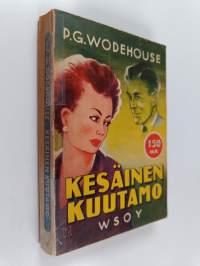 P.G. WODEHOUSE
150 mk.
KESÄINEN
KUUTAMO
WSOY